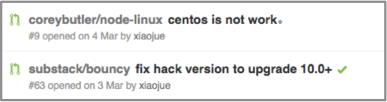 coreybutler/node-linux centos is not work.
#9 opened on 4 Mar by xiaojue
substack/bouncy fix hack version to upgrade 10.0+
#63 opened on 3 Mar by xiaojue